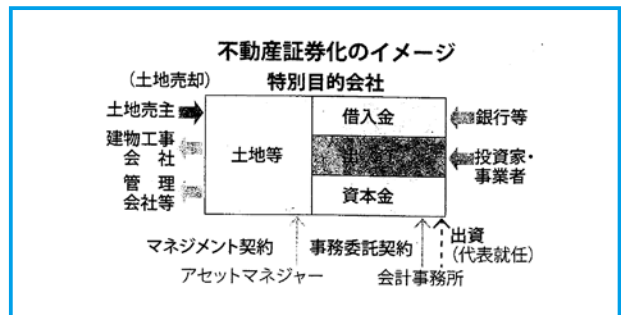 不動産証券化のイメージ
（土地売却）
特別目的会社
土地売主
建物工事
会　社
管　理
会社等
土地等
借入金
資本金
銀行等
投資家・
事業者
マネジメント契約
アセットマネジャー
事務委託契約
会計事務所
出資
（代表就任）